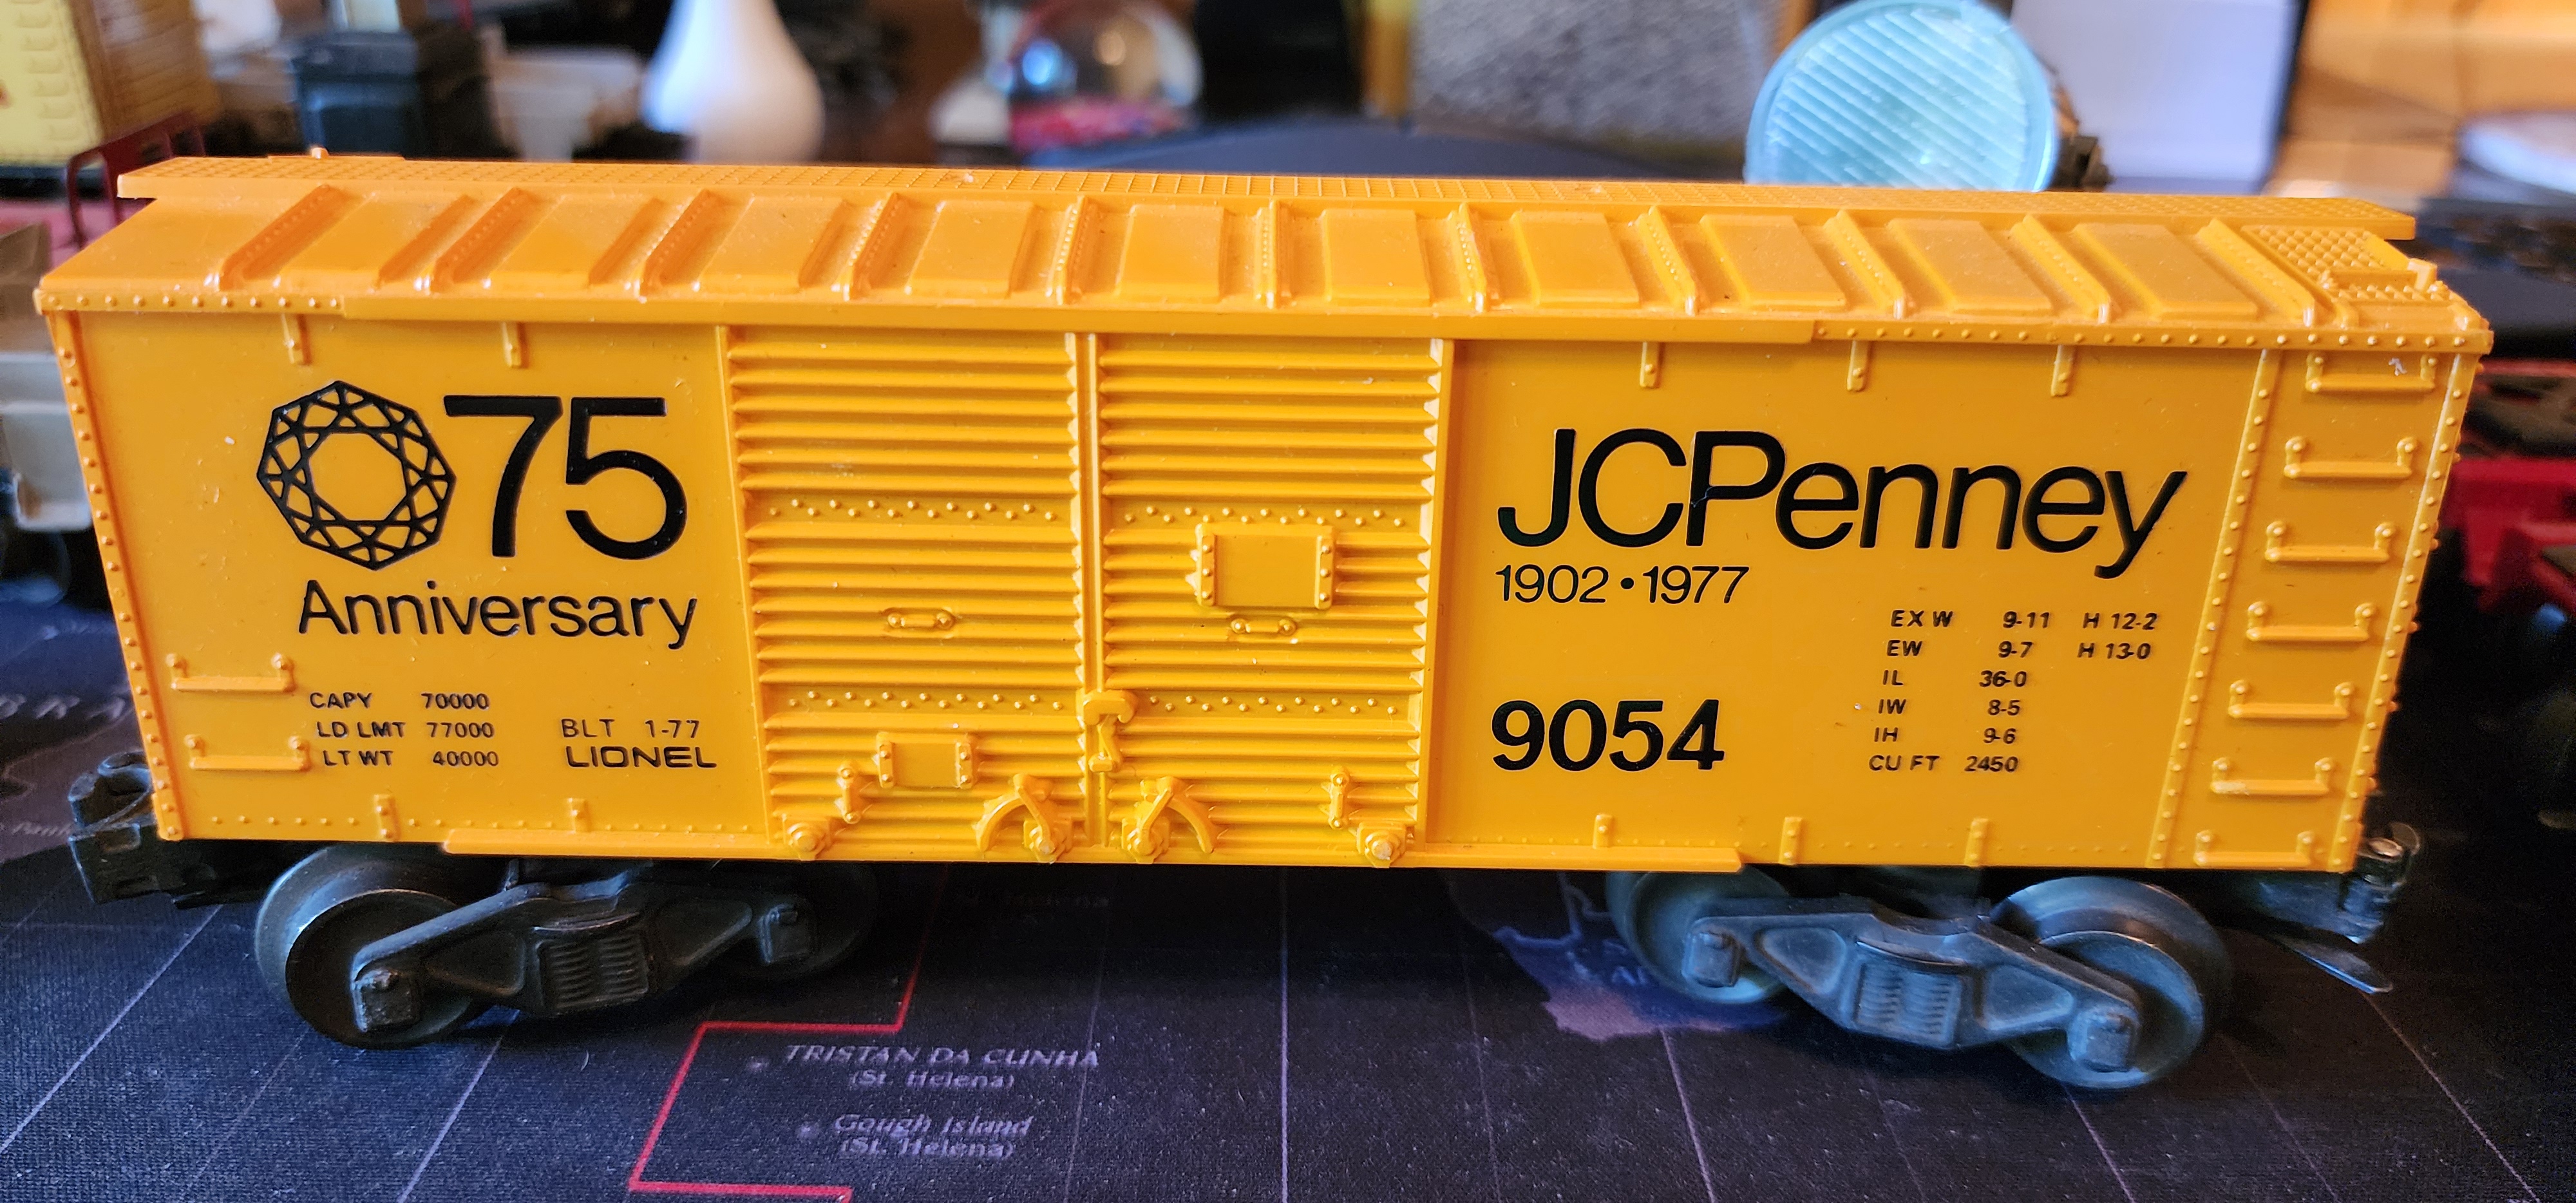 75
Anniversary
CAPY 70000
LD LMT 77000
LT WT 40000
BLT 1-77
LIONEL
JCPenney
1902•1977
9054
EX W 9-11 H 12-2
EW 9-7 H 13-0
IL 36-0
IW 8-5
IH 9-6
CU FT 2450
TRISTAN DA CUNHA
(St. Helena)
Gough Island
(St. Helena)